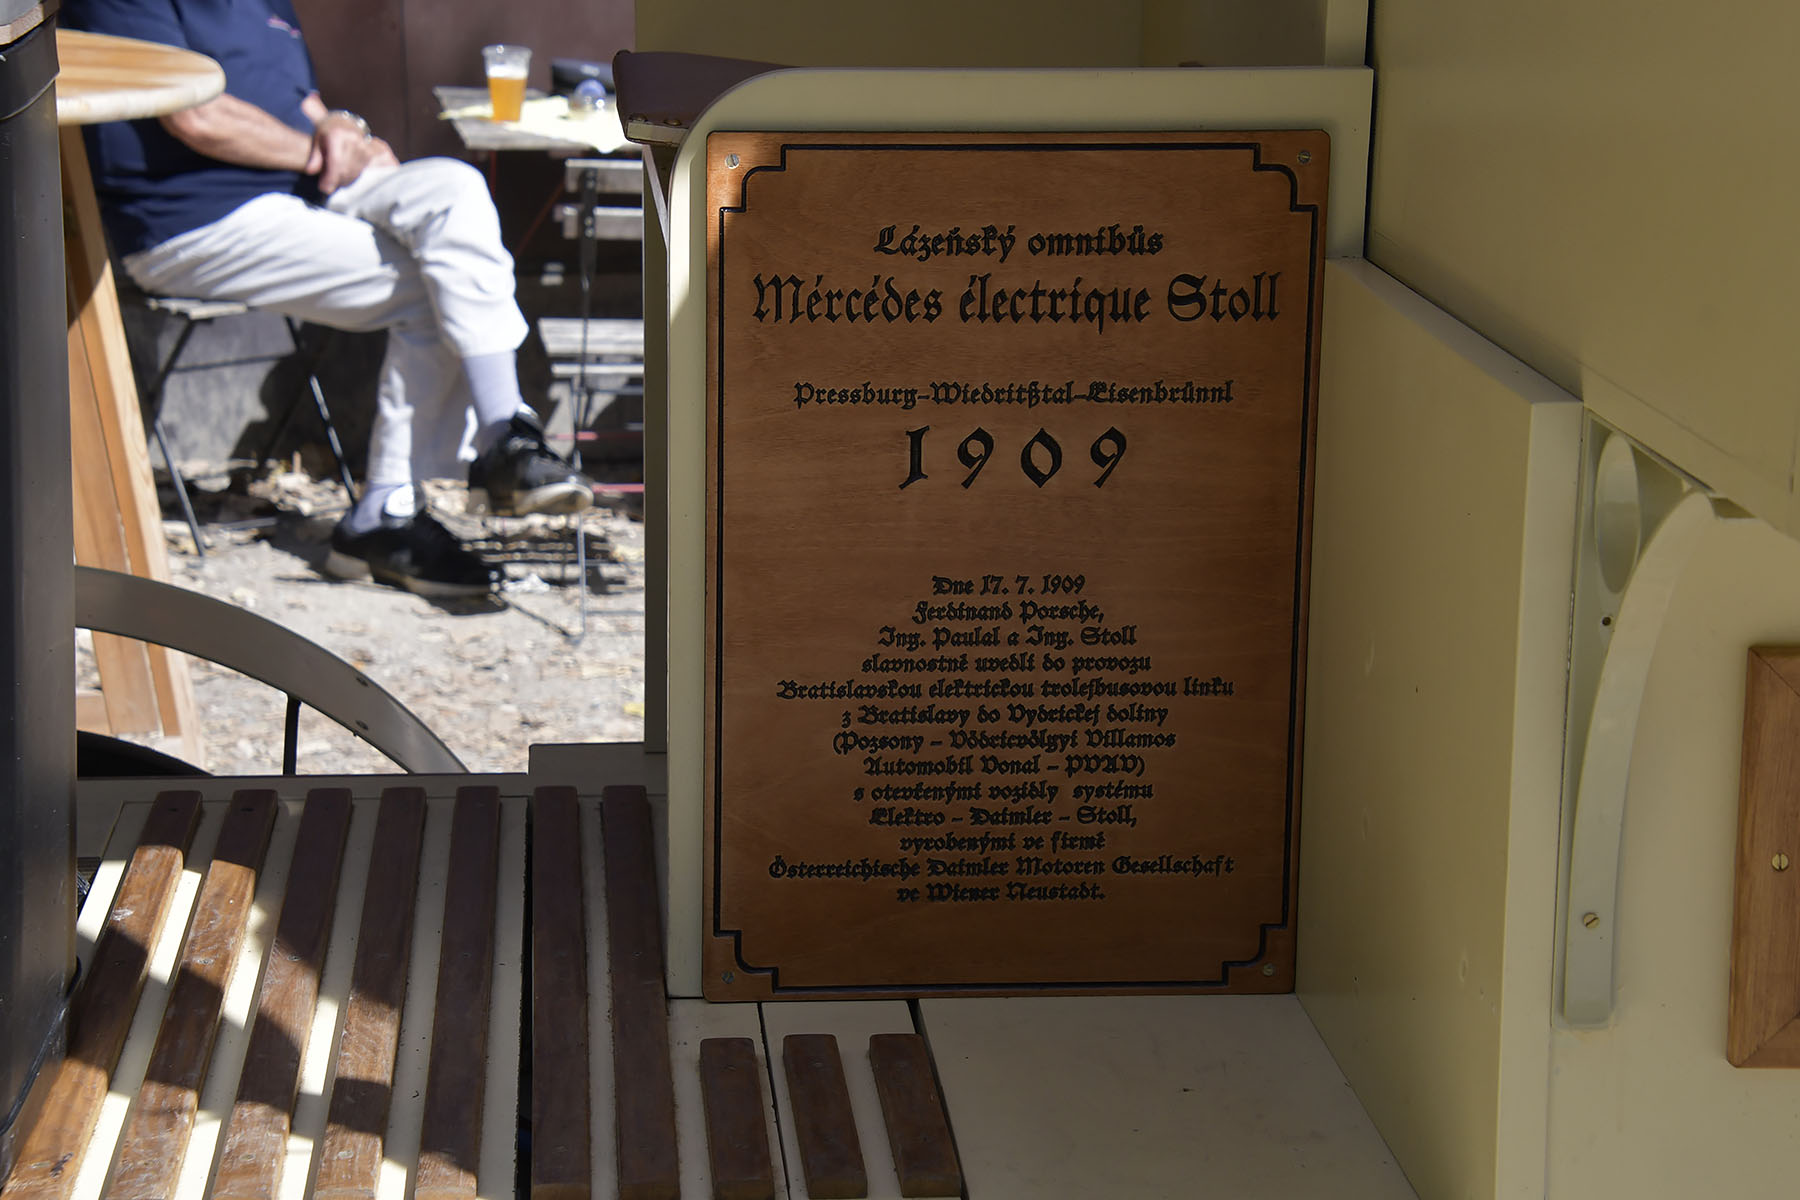 Lázeňský omnibůs
Mércédes électrique Stoll
Pressburg-Wiedritßtal-Eisenbrünnl
1909
Dne 17. 7. 1909
Ferdinand Porsche,
Ing. Paulal a Ing. Stoll
slavnostně uvedli do provozu
Bratislavskou elektrickou trolejbusovou linku
z Bratislavy do Vydrickej doliny
(Pozsony - Vödricvölgyi Villamos
Automobil Vonal - PVAV)
s otevřenými vozidly systému
Elektro - Daimler - Stoll,
vyrobenými ve firmě
Österreichische Daimler Motoren Gesellschaft
ve Wiener Neustadt.